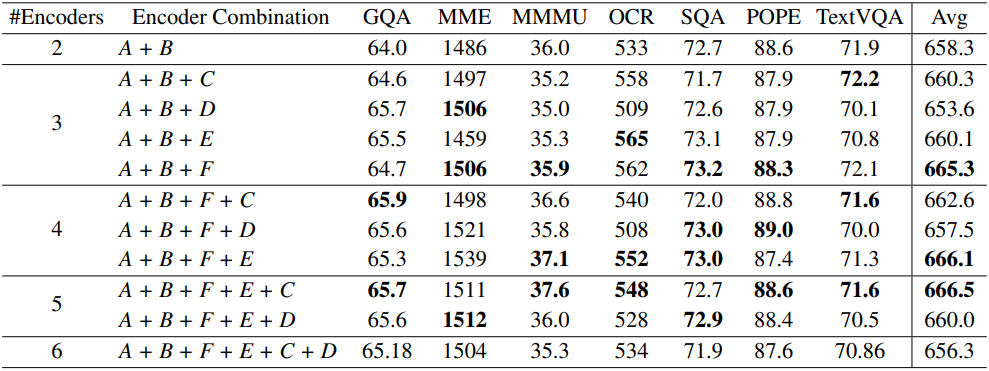 #Encoders Encoder Combination GQA MME MMMU OCR SQA POPE TextVQA Avg
2 A + B 64.0 1486 36.0 533 72.7 88.6 71.9 658.3
3
A + B + C 64.6 1497 35.2 558 71.7 87.9 72.2 660.3
A + B + D 65.7 1506 35.0 509 72.6 87.9 70.1 653.6
A + B + E 65.5 1459 35.3 565 73.1 87.9 70.8 660.1
A + B + F 64.7 1506 35.9 562 73.2 88.3 72.1 665.3
4
A + B + F + C 65.9 1498 36.6 540 72.0 88.8 71.6 662.6
A + B + F + D 65.6 1521 35.8 508 73.0 89.0 70.0 657.5
A + B + F + E 65.3 1539 37.1 552 73.0 87.4 71.3 666.1
5
A + B + F + E + C 65.7 1511 37.6 548 72.7 88.6 71.6 666.5
A + B + F + E + D 65.6 1512 36.0 528 72.9 88.4 70.5 660.0
6 A + B + F + E + C + D 65.18 1504 35.3 534 71.9 87.6 70.86 656.3